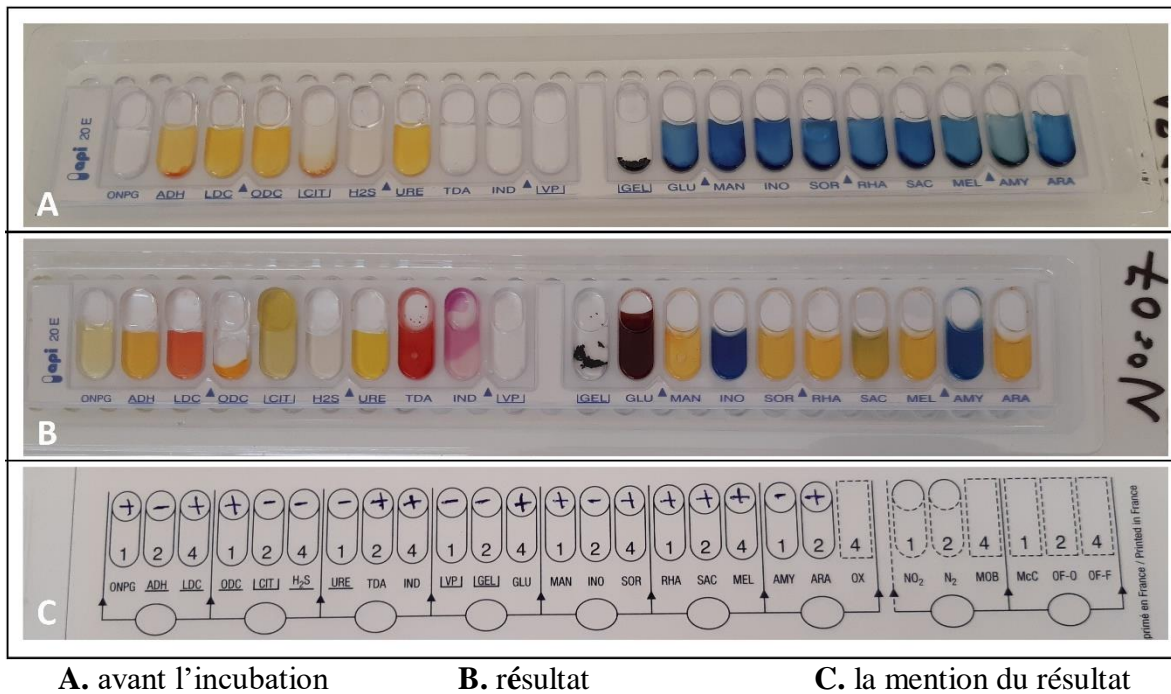 api 20 E
ONPG ADH LDC ODC CIT H2S URE TDA IND VP GEL GLU MAN INO SOR RHA SAC MEL AMY ARA
A
api 20 E
ONPG ADH LDC ODC CIT H2S URE TDA IND VP GEL GLU MAN INO SOR RHA SAC MEL AMY ARA
B
N0:07
+ - + + - - - + + - - + + - + + + + - +
1 2 4 1 2 4 1 2 4 1 2 4 1 2 4 1 2 4 1 2 4 1 2 4 1 2 4
ONPG ADH LDC ODC CIT H₂S URE TDA IND VP GEL GLU MAN INO SOR RHA SAC MEL AMY ARA OX NO₂ N₂ MOB McC OF-O OF-F
C
primé en France / Printed in France
A. avant l'incubation B. résultat C. la mention du résultat